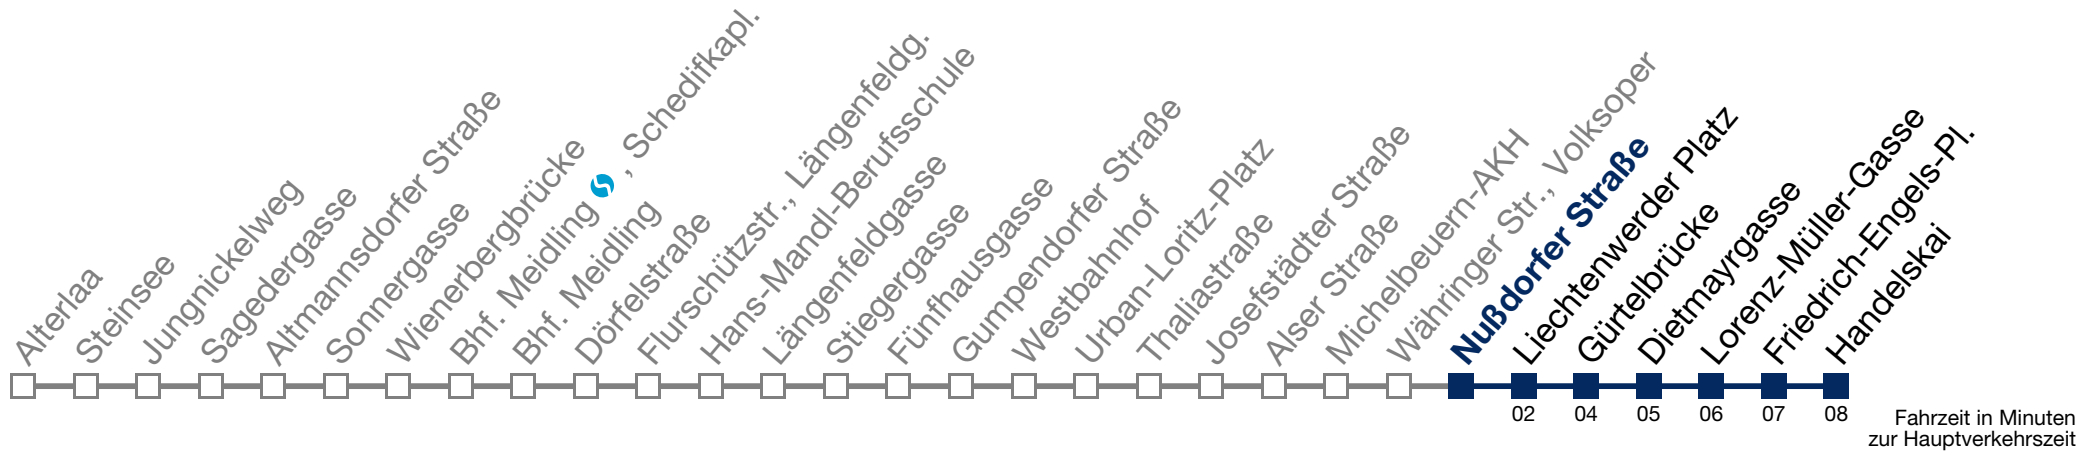 Alterlaa
Steinsee
Jungnickelweg
Sagedergasse
Altmannsdorfer Straße
Sonnergasse
Wienerbergbrücke
Bhf. Meidling , Schedifkapl.
Bhf. Meidling
Dörfelstraße
Flurschützstr., Längenfeldg.
Hans-Mandl-Berufsschule
Längenfeldgasse
Stiegergasse
Fünfhausgasse
Gumpendorfer Straße
Westbahnhof
Urban-Loritz-Platz
Thaliastraße
Josefstädter Straße
Alser Straße
Michelbeuern-AKH
Währinger Str., Volksoper
Nußdorfer Straße
Liechtenwerder Platz
Gürtelbrücke
Dietmayrgasse
Lorenz-Müller-Gasse
Friedrich-Engels-Pl.
Handelskai
02 04 05 06 07 08
Fahrzeit in Minuten
zur Hauptverkehrszeit